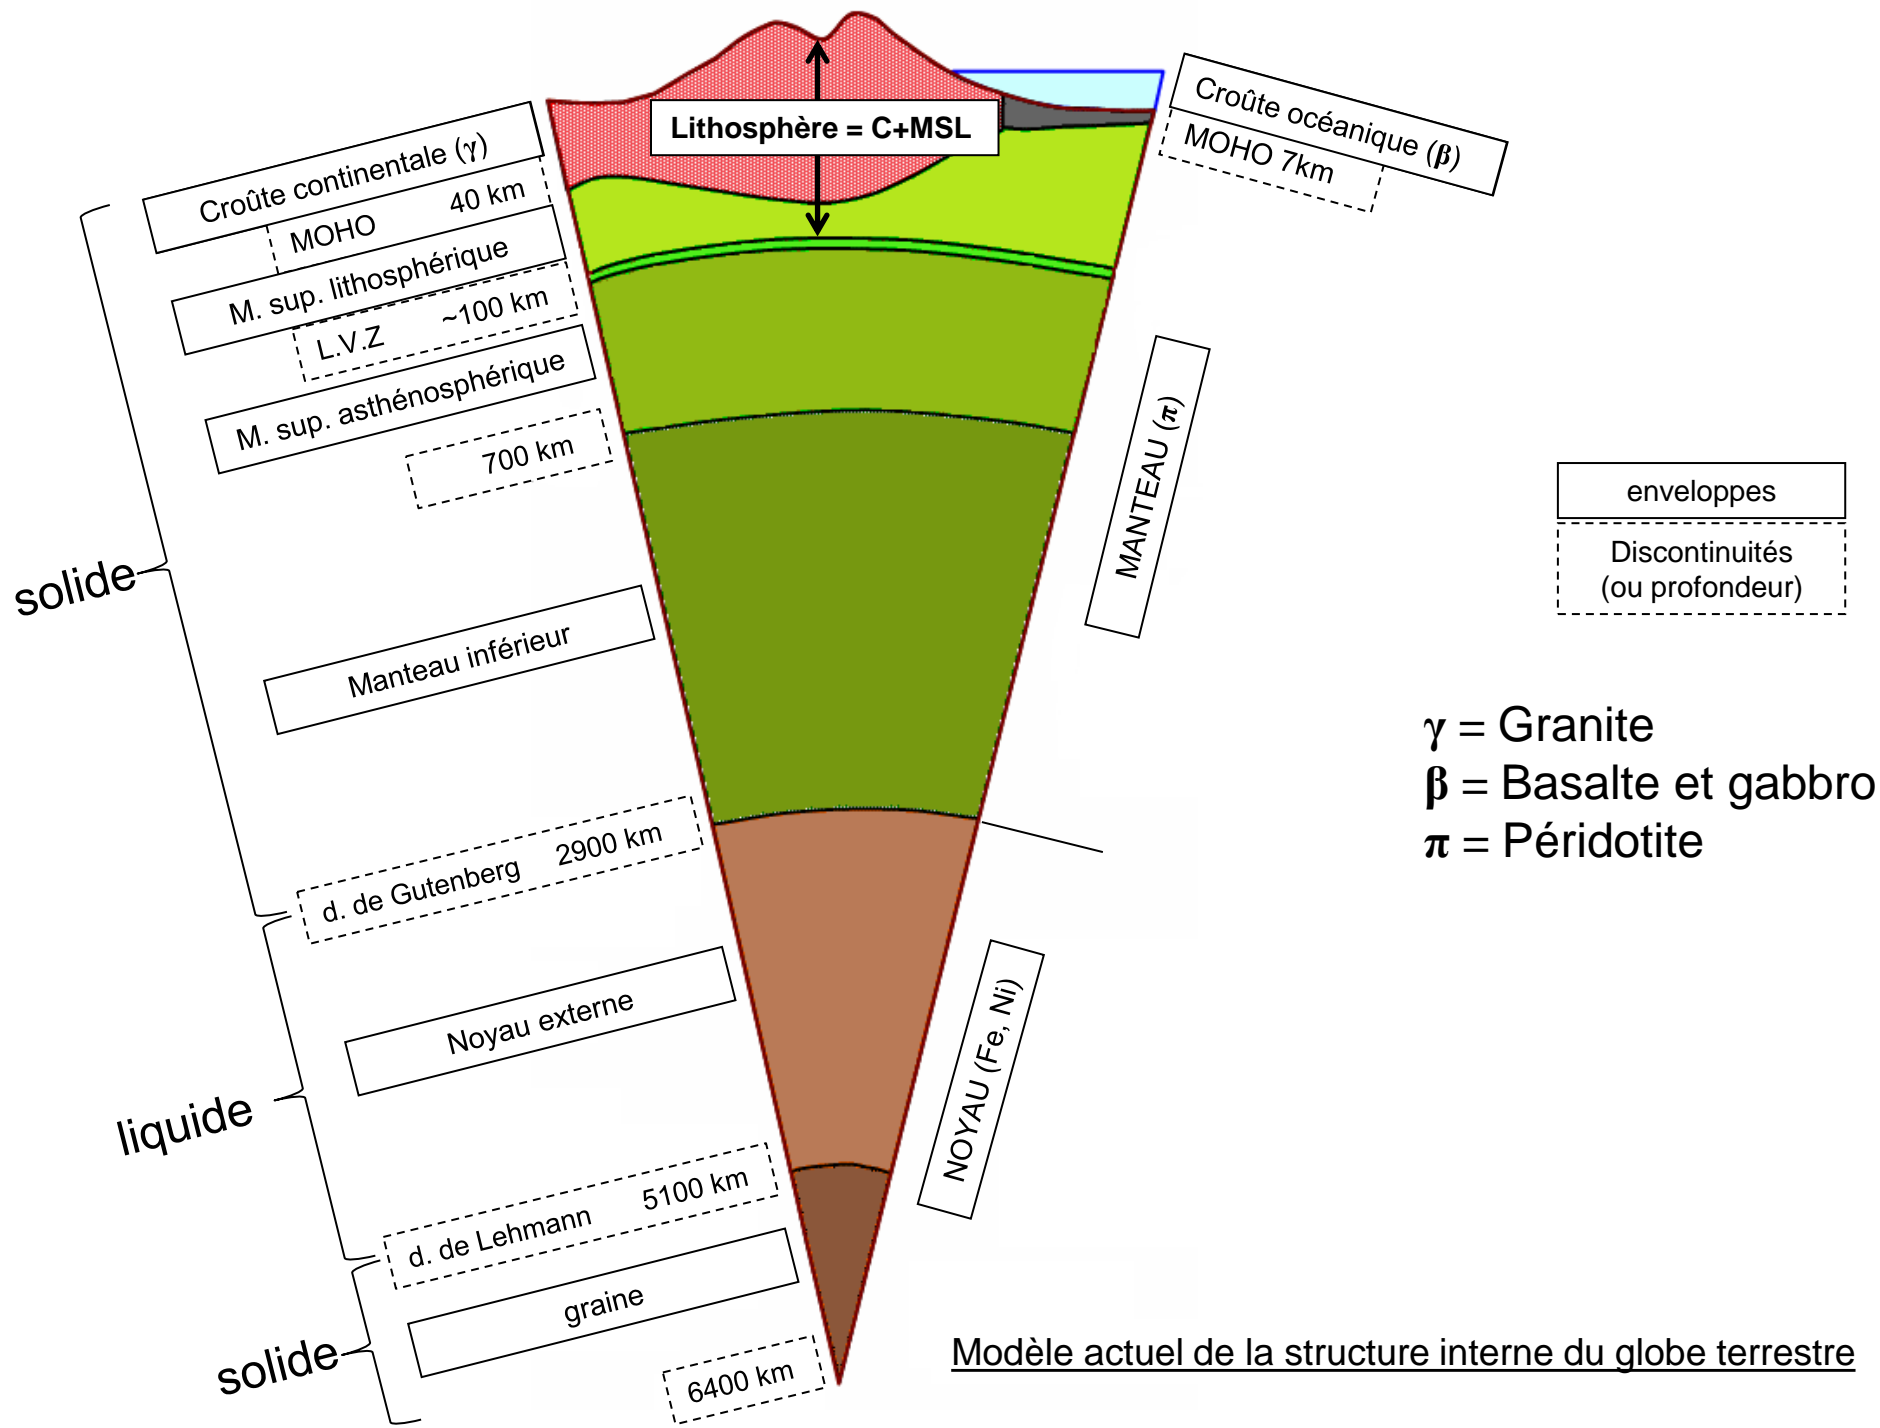 Croûte continentale (γ)
MOHO 40 km
M. sup. lithosphérique
L.V.Z ~100 km
M. sup. asthénosphérique
700 km
solide
Manteau inférieur
d. de Gutenberg 2900 km
Noyau externe
liquide
d. de Lehmann 5100 km
graine
solide
6400 km
Lithosphère = C+MSL
Croûte océanique (β)
MOHO 7km
MANTEAU (π)
NOYAU (Fe, Ni)
enveloppes
Discontinuités
(ou profondeur)
γ = Granite
β = Basalte et gabbro
π = Péridotite
Modèle actuel de la structure interne du globe terrestre